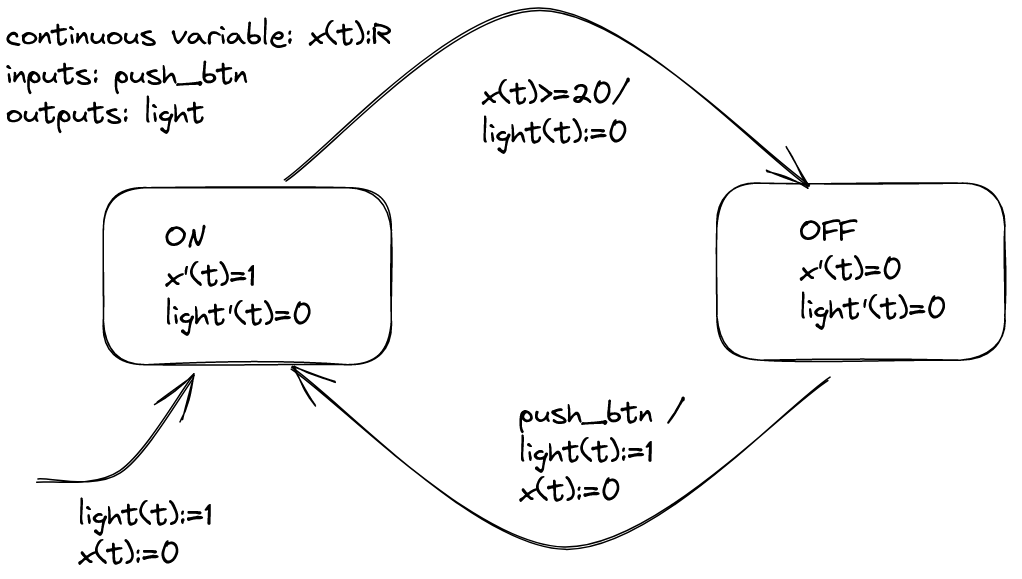 continuous variable: x(t):R
inputs: push_btn
outputs: light
x(t)>=20/
light(t):=0
ON
x'(t)=1
light'(t)=0
OFF
x'(t)=0
light'(t)=0
push_btn /
light(t):=1
x(t):=0
light(t):=1
x(t):=0